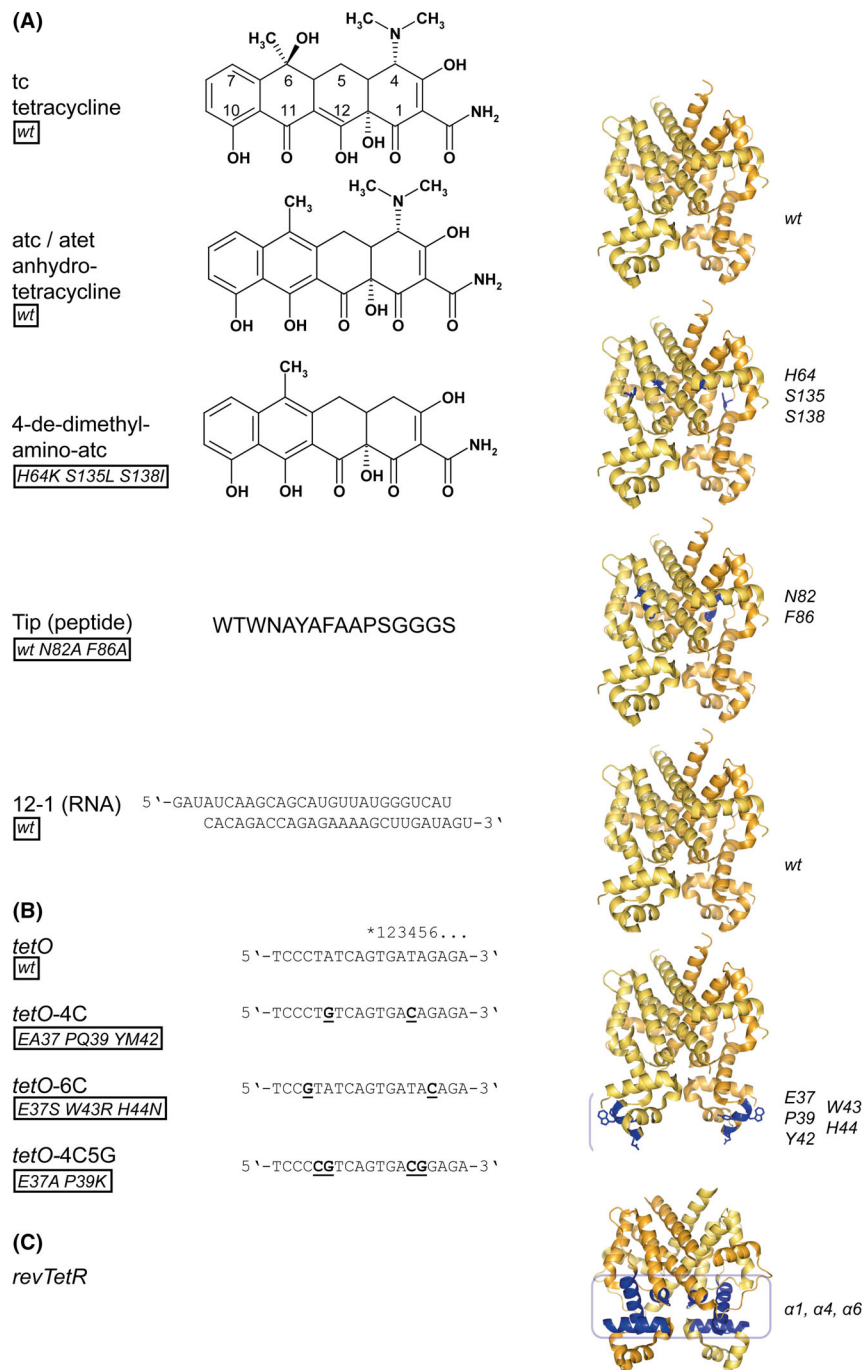 (A)
tc
tetracycline
wt
H₃C OH
H₃C N CH₃
7 6 5 4 OH
10 11 12 1 NH₂
OH
OH O OH O O
wt
atc / atet
anhydro-
tetracycline
wt
CH₃
H₃C N CH₃
OH
NH₂
OH
OH OH O O O
4-de-dimethyl-
amino-atc
H64K S135L S138I
CH₃
OH
NH₂
OH
OH OH O O O
H64
S135
S138
Tip (peptide)
wt N82A F86A
WTWNAYAFAAPSGGGS
N82
F86
12-1 (RNA)
wt
5‘-GAUAUCAAGCAGCAUGUUAUGGGUCAU
CACAGACCAGAGAAAAGCUUGAUAGU-3‘
wt
(B)
tetO
wt
*123456...
5‘-TCCCTATCAGTGATAGAGA-3‘
tetO-4C
EA37 PQ39 YM42
5‘-TCCCTGTCAGTGACAGAGA-3‘
tetO-6C
E37S W43R H44N
5‘-TCCGTATCAGTGATACAGA-3‘
E37
P39
Y42
W43
H44
tetO-4C5G
E37A P39K
5‘-TCCCCGTCAGTGACGGAGA-3‘
(C)
revTetR
α1, α4, α6